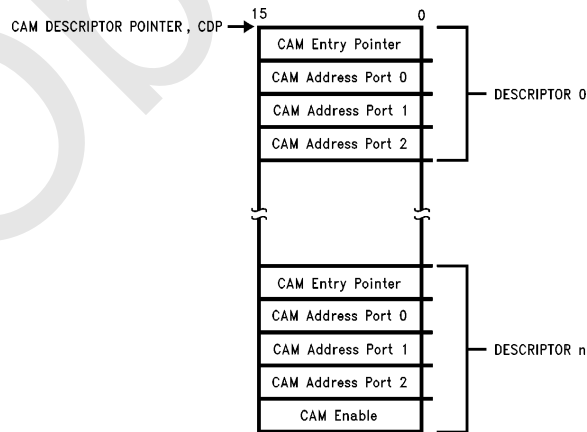 15 0
CAM DESCRIPTOR POINTER, CDP
CAM Entry Pointer
CAM Address Port 0
CAM Address Port 1
CAM Address Port 2
DESCRIPTOR 0
CAM Entry Pointer
CAM Address Port 0
CAM Address Port 1
CAM Address Port 2
CAM Enable
DESCRIPTOR n